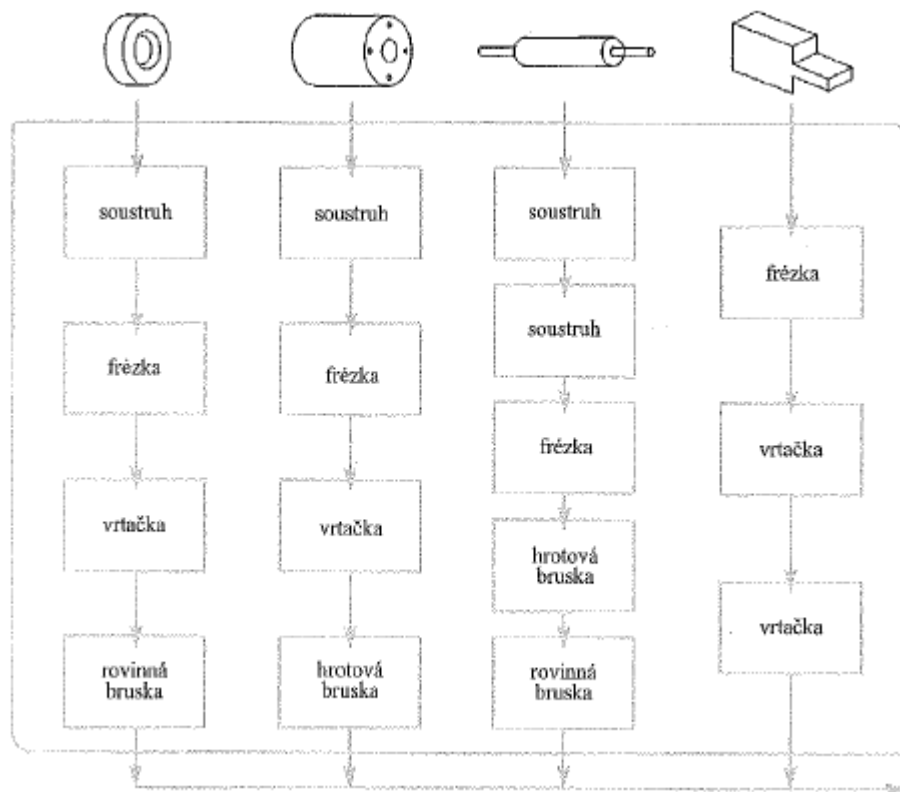 soustruh
frézka
vrtačka
rovinná
bruska
soustruh
frézka
vrtačka
hrotová
bruska
soustruh
soustruh
frézka
hrotová
bruska
rovinná
bruska
frézka
vrtačka
vrtačka